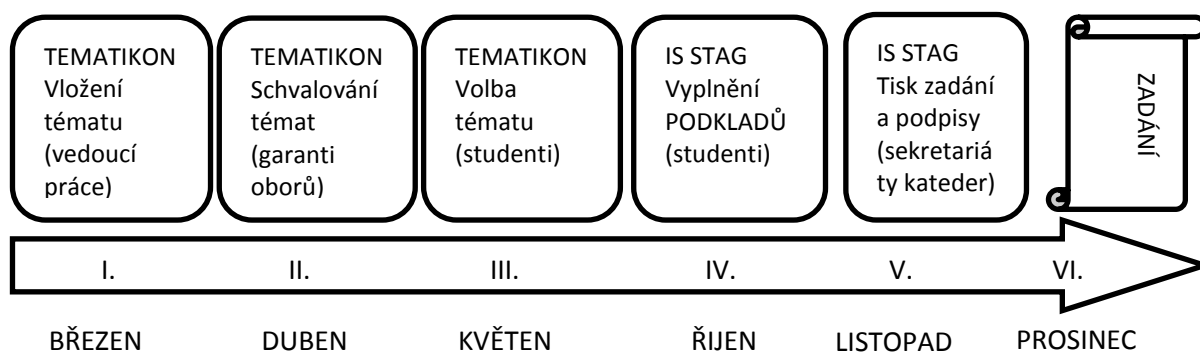 TEMATIKON
Vložení
tématu
(vedoucí
práce)
TEMATIKON
Schvalování
témat
(garanti
oborů)
TEMATIKON
Volba
tématu
(studenti)
IS STAG
Vyplnění
PODKLADŮ
(studenti)
IS STAG
Tisk zadání
a podpisy
(sekretariá
ty kateder)
ZADÁNÍ
I. II. III. IV. V. VI.
BŘEZEN DUBEN KVĚTEN ŘIJEN LISTOPAD PROSINEC